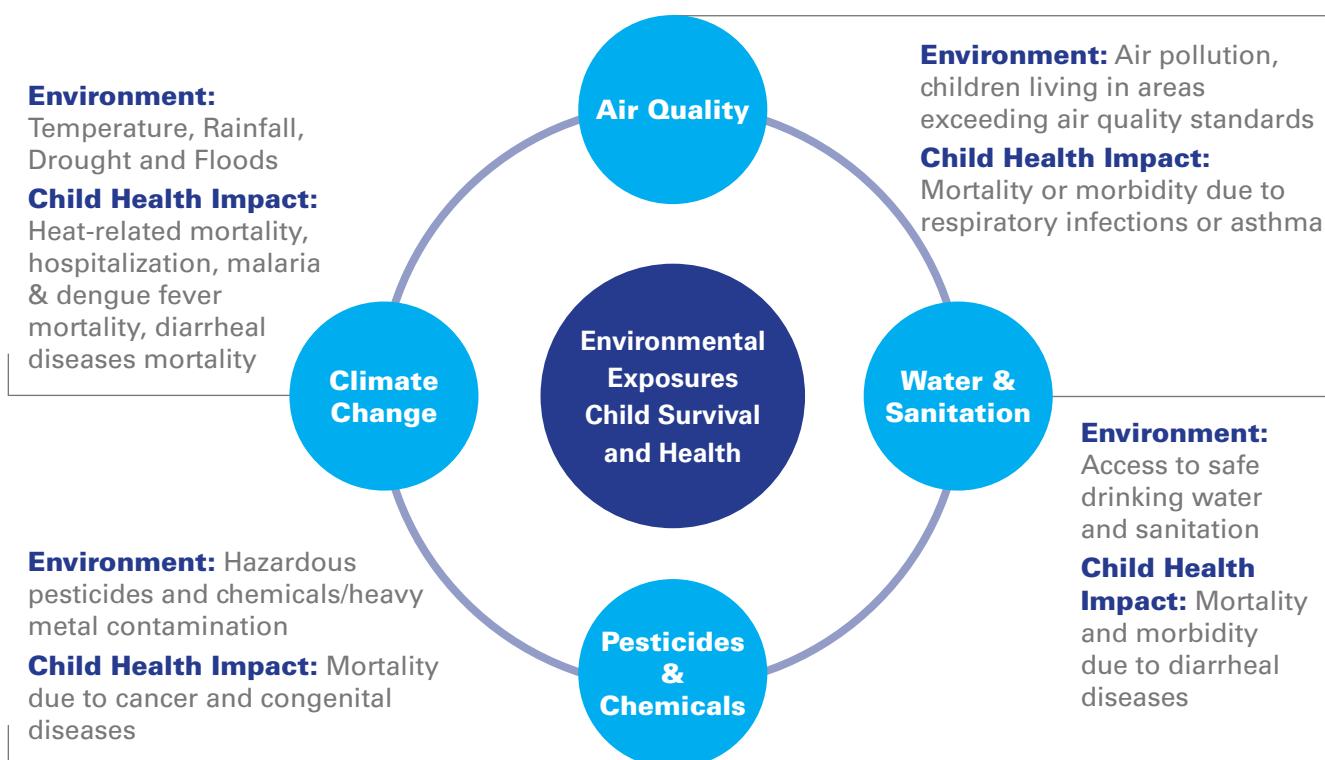 Air Quality
Environment: Air pollution,
children living in areas
exceeding air quality standards
Child Health Impact:
Mortality or morbidity due to
respiratory infections or asthma
Environment:
Temperature, Rainfall,
Drought and Floods
Child Health Impact:
Heat-related mortality,
hospitalization, malaria
& dengue fever
mortality, diarrheal
diseases mortality
Climate
Change
Environmental
Exposures
Child Survival
and Health
Water &
Sanitation
Environment:
Access to safe
drinking water
and sanitation
Child Health
Impact: Mortality
and morbidity
due to diarrheal
diseases
Environment: Hazardous
pesticides and chemicals/heavy
metal contamination
Child Health Impact: Mortality
due to cancer and congenital
diseases
Pesticides
&
Chemicals